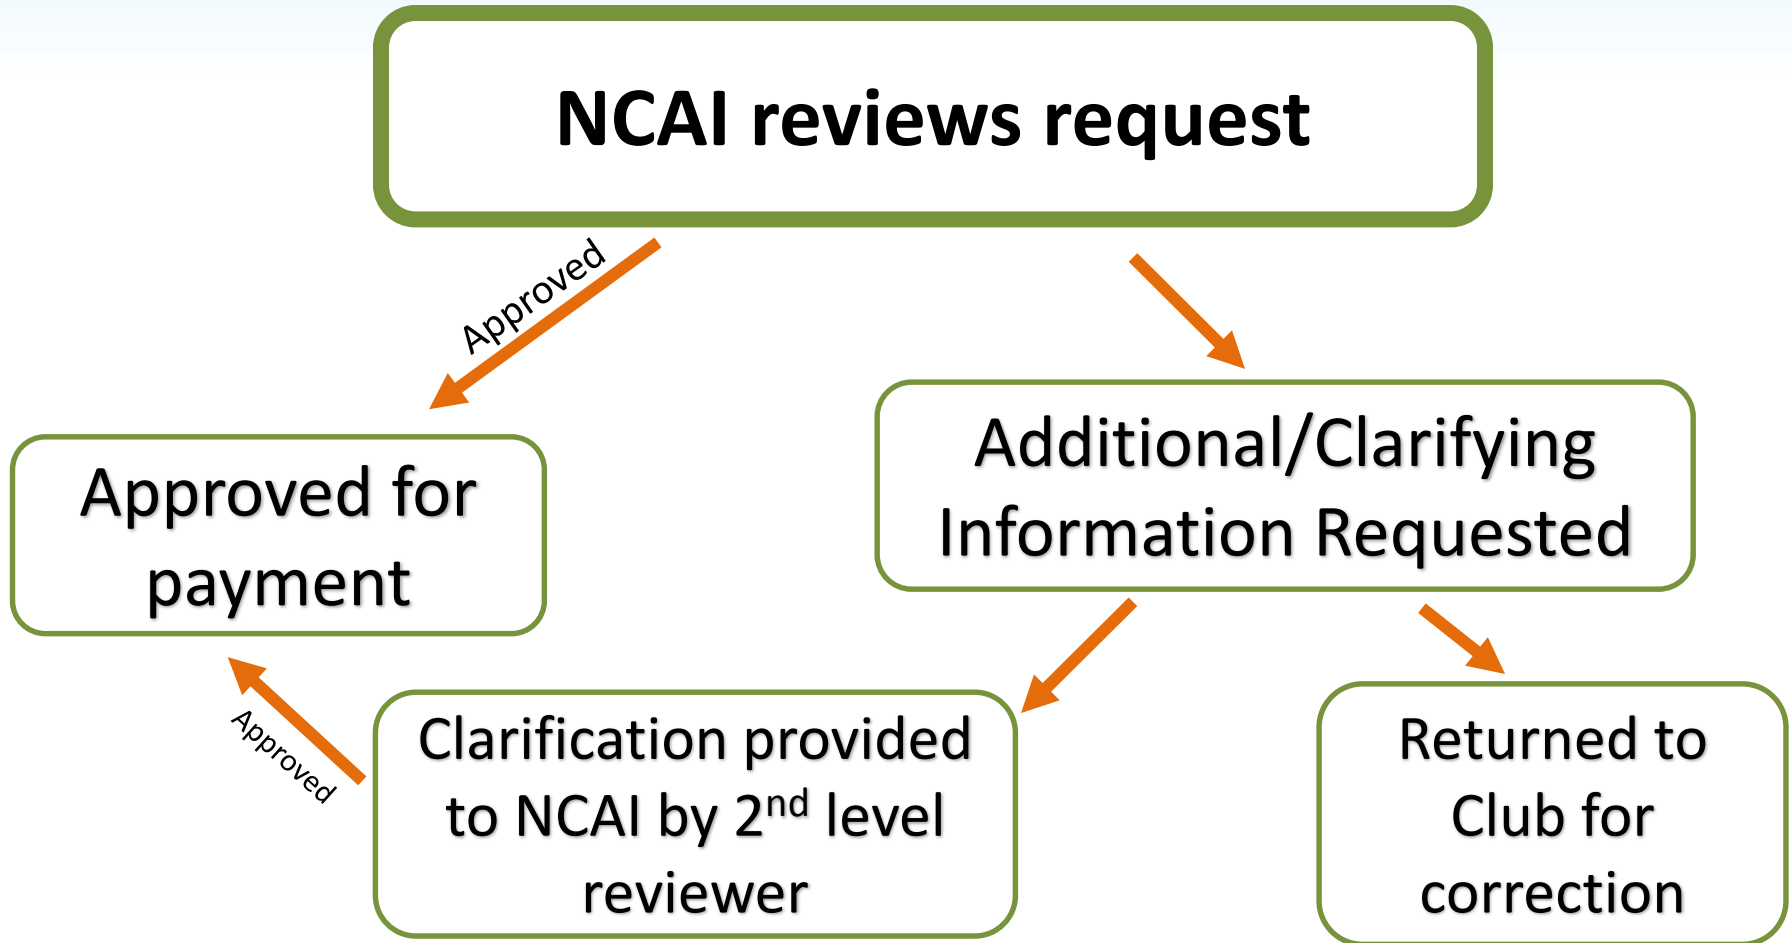 NCAI reviews request
Approved
Approved for
payment
Additional/Clarifying
Information Requested
Approved
Clarification provided
to NCAI by 2nd level
reviewer
Returned to
Club for
correction